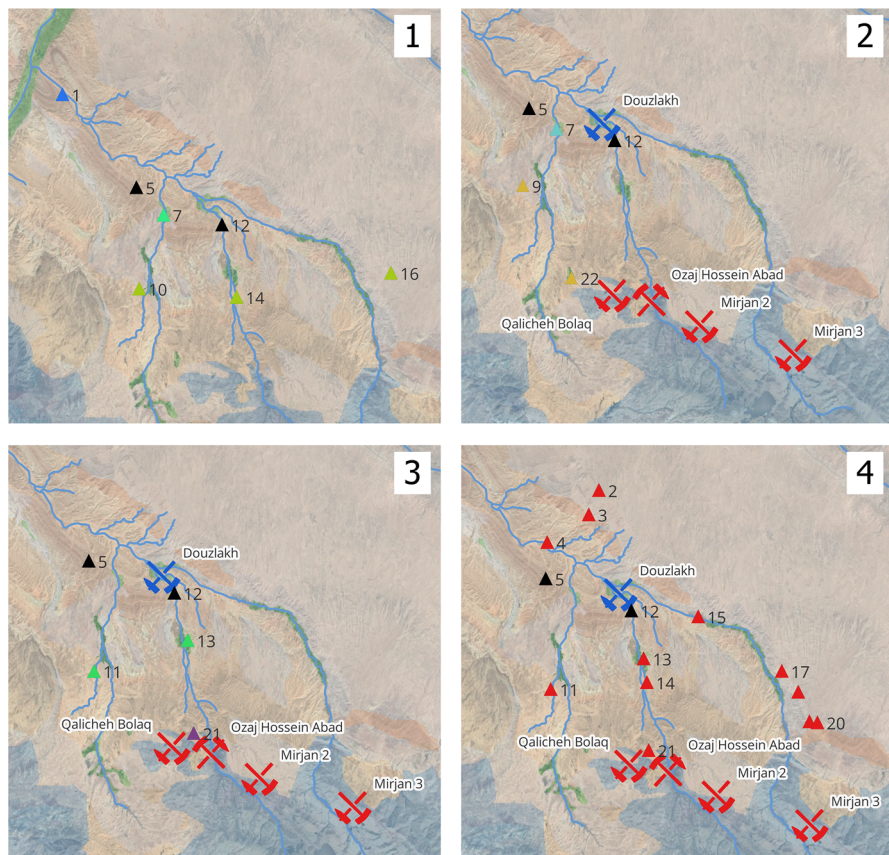 1
1
5
7
12
16
10
14
2
5
Douzlakh
7
12
9
22
Ozaj Hossein Abad
Mirjan 2
Qalicheh Bolaq
Mirjan 3
3
Douzlakh
5
12
13
11
Qalicheh Bolaq
21
Ozaj Hossein Abad
Mirjan 2
Mirjan 3
4
2
3
4
5
Douzlakh
12
15
13
17
14
11
20
Qalicheh Bolaq
21
Ozaj Hossein Abad
Mirjan 2
Mirjan 3